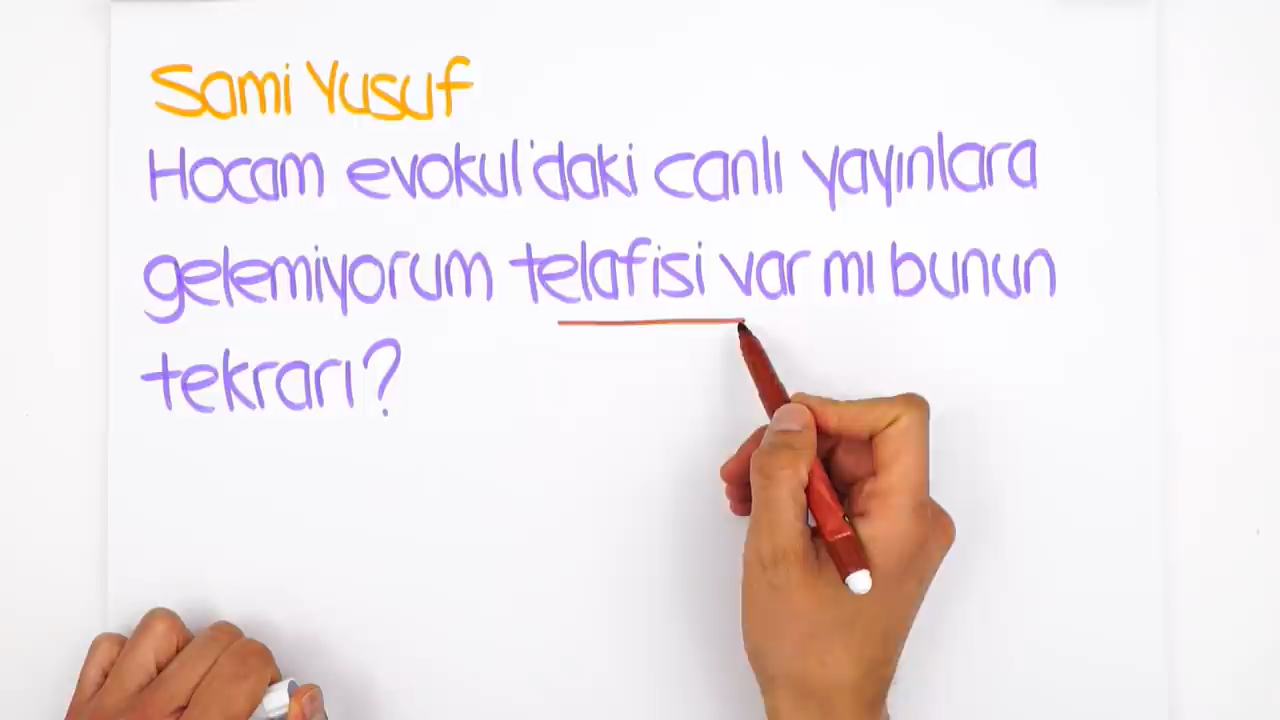 Sami Yusuf
Hocam evokul'daki canlı yayınlara
gelemiyorum telafisi var mı bunun
tekrarı?